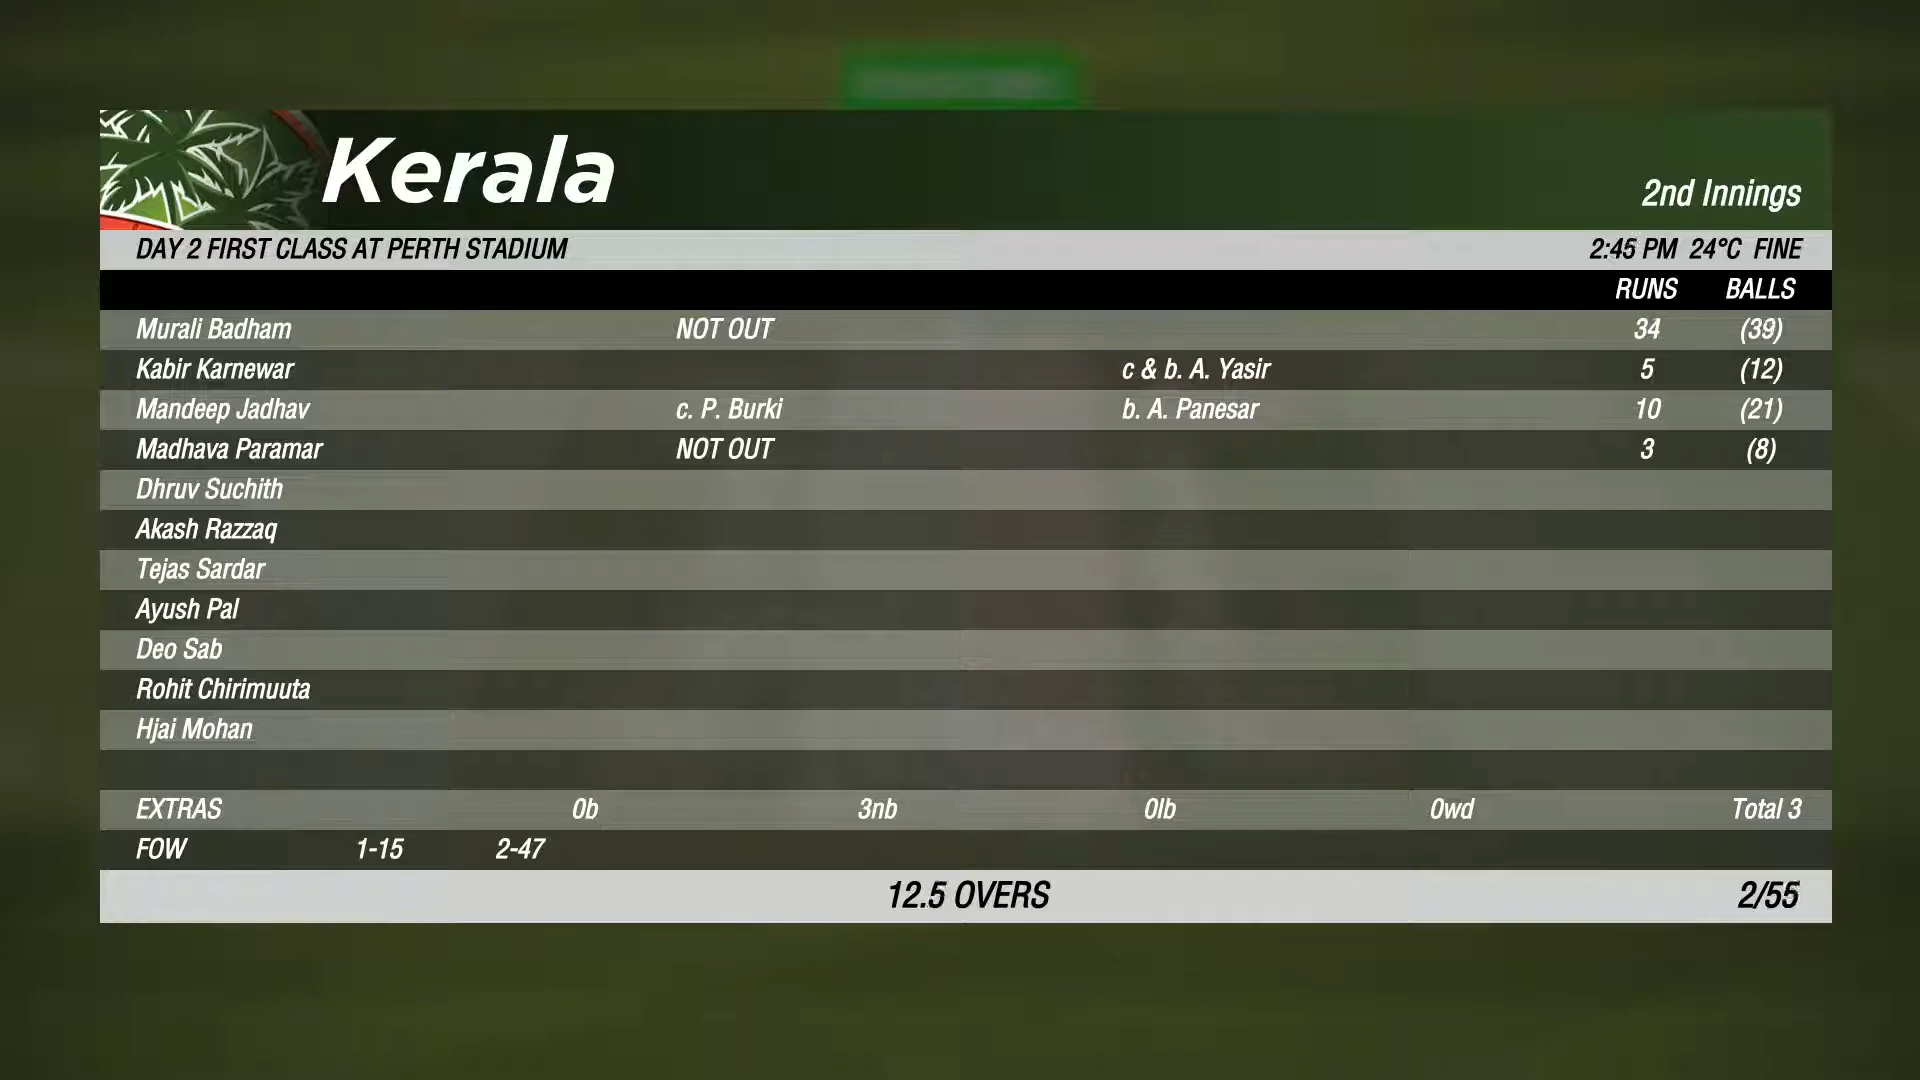 Kerala
2nd Innings
DAY 2 FIRST CLASS AT PERTH STADIUM 2:45 PM 24°C FINE
RUNS BALLS
Murali Badham NOT OUT 34 (39)
Kabir Karnewar c & b. A. Yasir 5 (12)
Mandeep Jadhav c. P. Burki b. A. Panesar 10 (21)
Madhava Paramar NOT OUT 3 (8)
Dhruv Suchith
Akash Razzaq
Tejas Sardar
Ayush Pal
Deo Sab
Rohit Chirimuuta
Hjai Mohan
EXTRAS 0b 3nb 0lb 0wd Total 3
FOW 1-15 2-47
12.5 OVERS 2/55